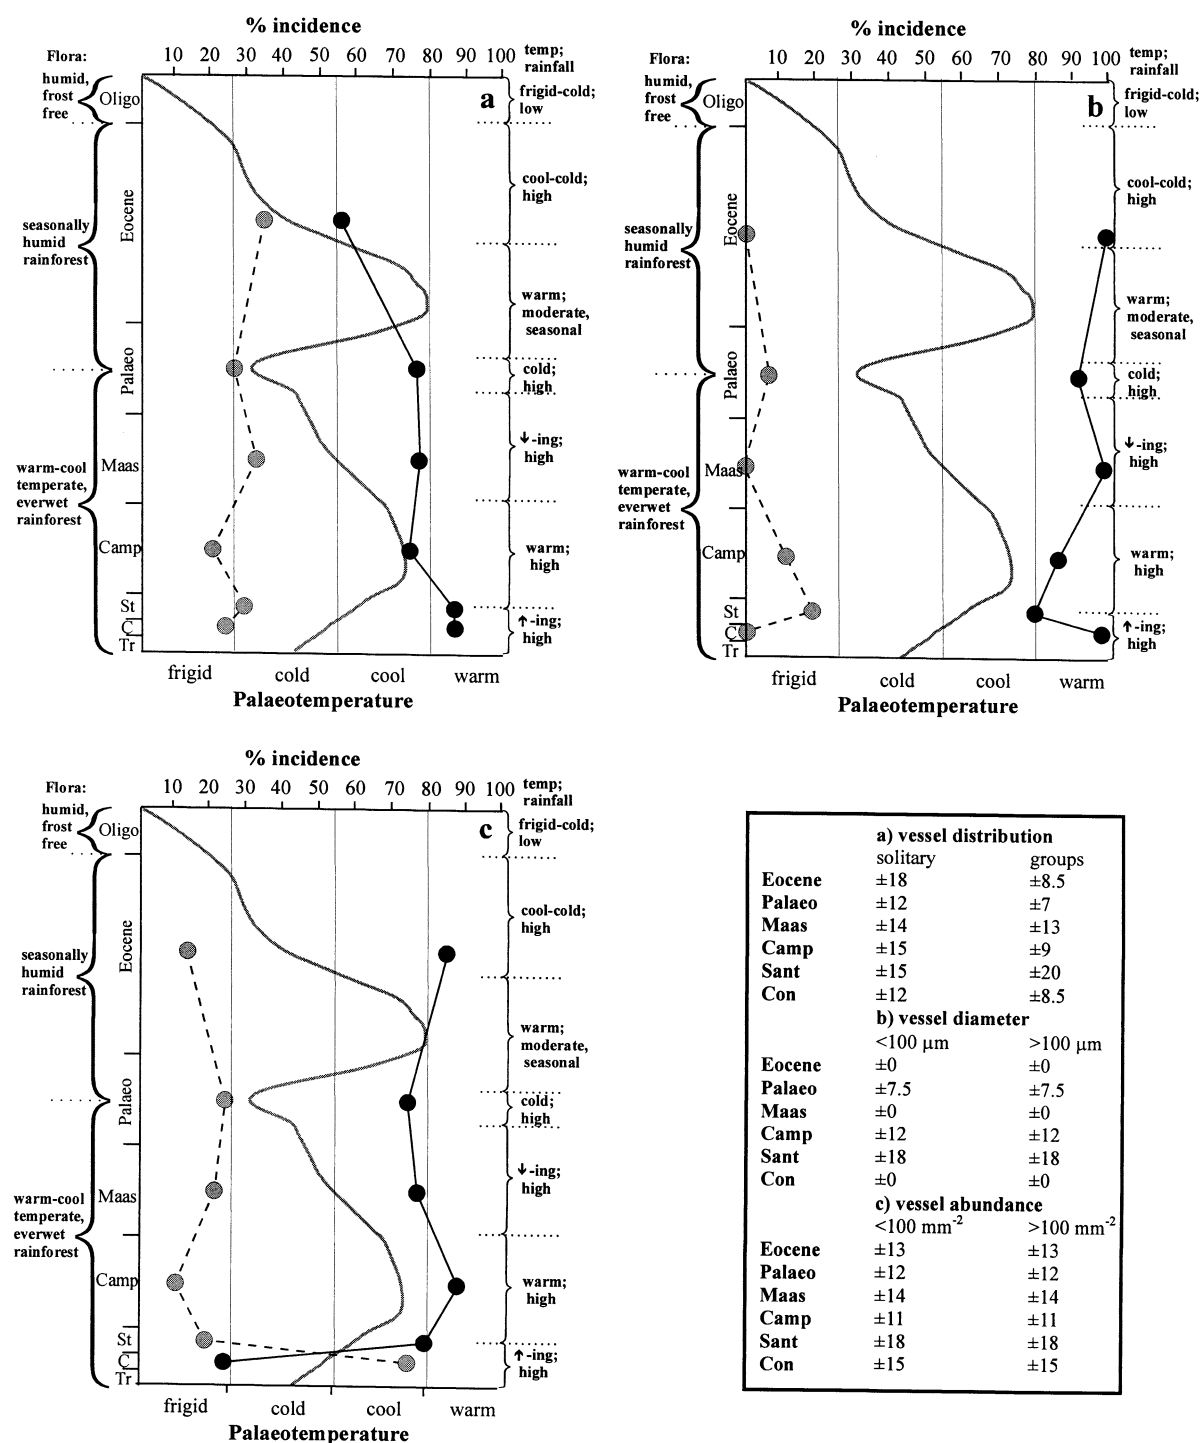 % incidence
Flora:
10 20 30 40 50 60 70 80 90 100
temp;
rainfall
humid,
frost
free
Oligo
a
frigid-cold;
low
cool-cold;
high
Eocene
seasonally
humid
rainforest
warm;
moderate,
seasonal
Palaeo
cold;
high
↓-ing;
high
warm-cool
temperate,
everwet
rainforest
Maas
Camp
warm;
high
St
C
Tr
↑-ing;
high
frigid cold cool warm
Palaeotemperature
% incidence
Flora:
10 20 30 40 50 60 70 80 90 100
temp;
rainfall
humid,
frost
free
Oligo
b
frigid-cold;
low
cool-cold;
high
Eocene
seasonally
humid
rainforest
warm;
moderate,
seasonal
Palaeo
cold;
high
↓-ing;
high
warm-cool
temperate,
everwet
rainforest
Maas
Camp
warm;
high
St
C
Tr
↑-ing;
high
frigid cold cool warm
Palaeotemperature
% incidence
Flora:
10 20 30 40 50 60 70 80 90 100
temp;
rainfall
humid,
frost
free
Oligo
c
frigid-cold;
low
cool-cold;
high
Eocene
seasonally
humid
rainforest
warm;
moderate,
seasonal
Palaeo
cold;
high
↓-ing;
high
warm-cool
temperate,
everwet
rainforest
Maas
Camp
warm;
high
St
C
Tr
↑-ing;
high
frigid cold cool warm
Palaeotemperature
a) vessel distribution
solitary groups
Eocene ±18 ±8.5
Palaeo ±12 ±7
Maas ±14 ±13
Camp ±15 ±9
Sant ±15 ±20
Con ±12 ±8.5
b) vessel diameter
<100 µm >100 µm
Eocene ±0 ±0
Palaeo ±7.5 ±7.5
Maas ±0 ±0
Camp ±12 ±12
Sant ±18 ±18
Con ±0 ±0
c) vessel abundance
<100 mm⁻² >100 mm⁻²
Eocene ±13 ±13
Palaeo ±12 ±12
Maas ±14 ±14
Camp ±11 ±11
Sant ±18 ±18
Con ±15 ±15